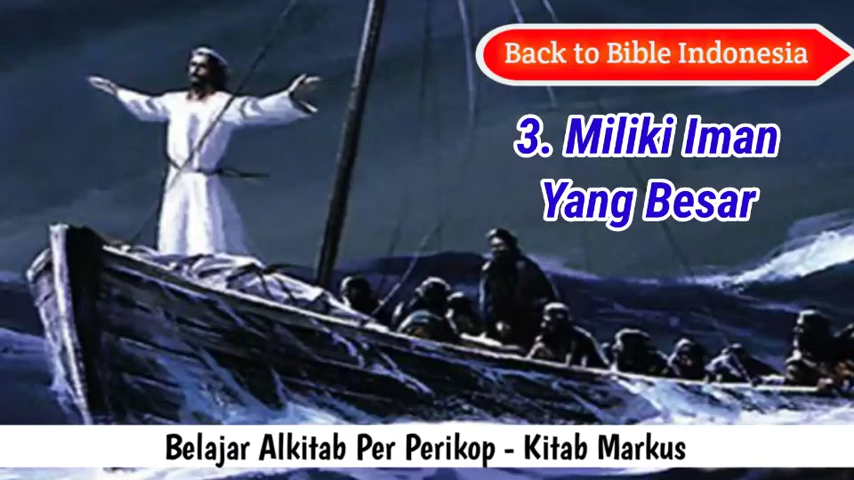 Back to Bible Indonesia
3. Miliki Iman
Yang Besar
Belajar Alkitab Per Perikop - Kitab Markus